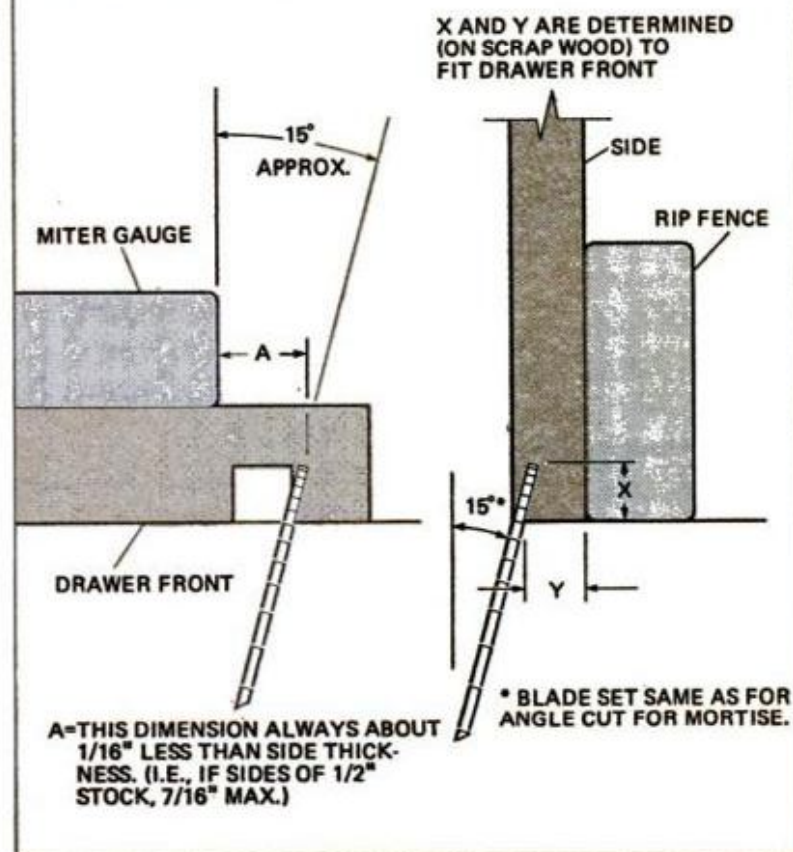 X AND Y ARE DETERMINED
(ON SCRAP WOOD) TO
FIT DRAWER FRONT
15°
APPROX.
SIDE
MITER GAUGE
RIP FENCE
A
X
15°*
Y
DRAWER FRONT
* BLADE SET SAME AS FOR
ANGLE CUT FOR MORTISE.
A=THIS DIMENSION ALWAYS ABOUT
1/16" LESS THAN SIDE THICK-
NESS. (I.E., IF SIDES OF 1/2"
STOCK, 7/16" MAX.)